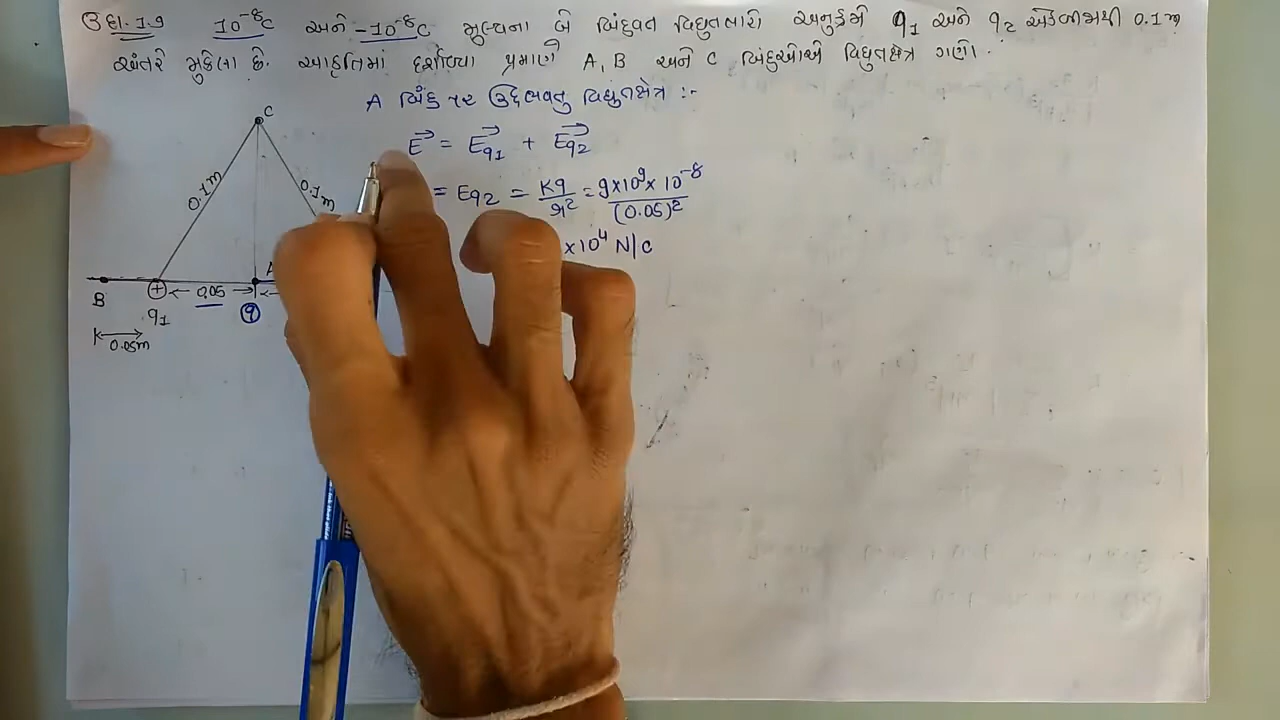 ઉદા. 1.9 10⁻⁸C અને -10⁻⁸C મૂલ્યના બે બિંદુવત વિદ્યુતભારો અનુક્રમે q₁ અને q₂ એકબીજાથી 0.1 m
અંતરે મુકેલા છે. આકૃતિમાં દર્શાવ્યા પ્રમાણે A, B અને C બિંદુઓએ વિદ્યુતક્ષેત્ર ગણો.
A બિંદુ પર ઉદ્દભવતુ વિદ્યુતક્ષેત્ર :-
E⃗ = E⃗q₁ + E⃗q₂
= Eq₂ = Kq/r² = 9×10⁹ × 10⁻⁸/(0.05)²
×10⁴ N/C
C
0.1m
0.1m
A
B
+
0.05
q₁
q
0.05m